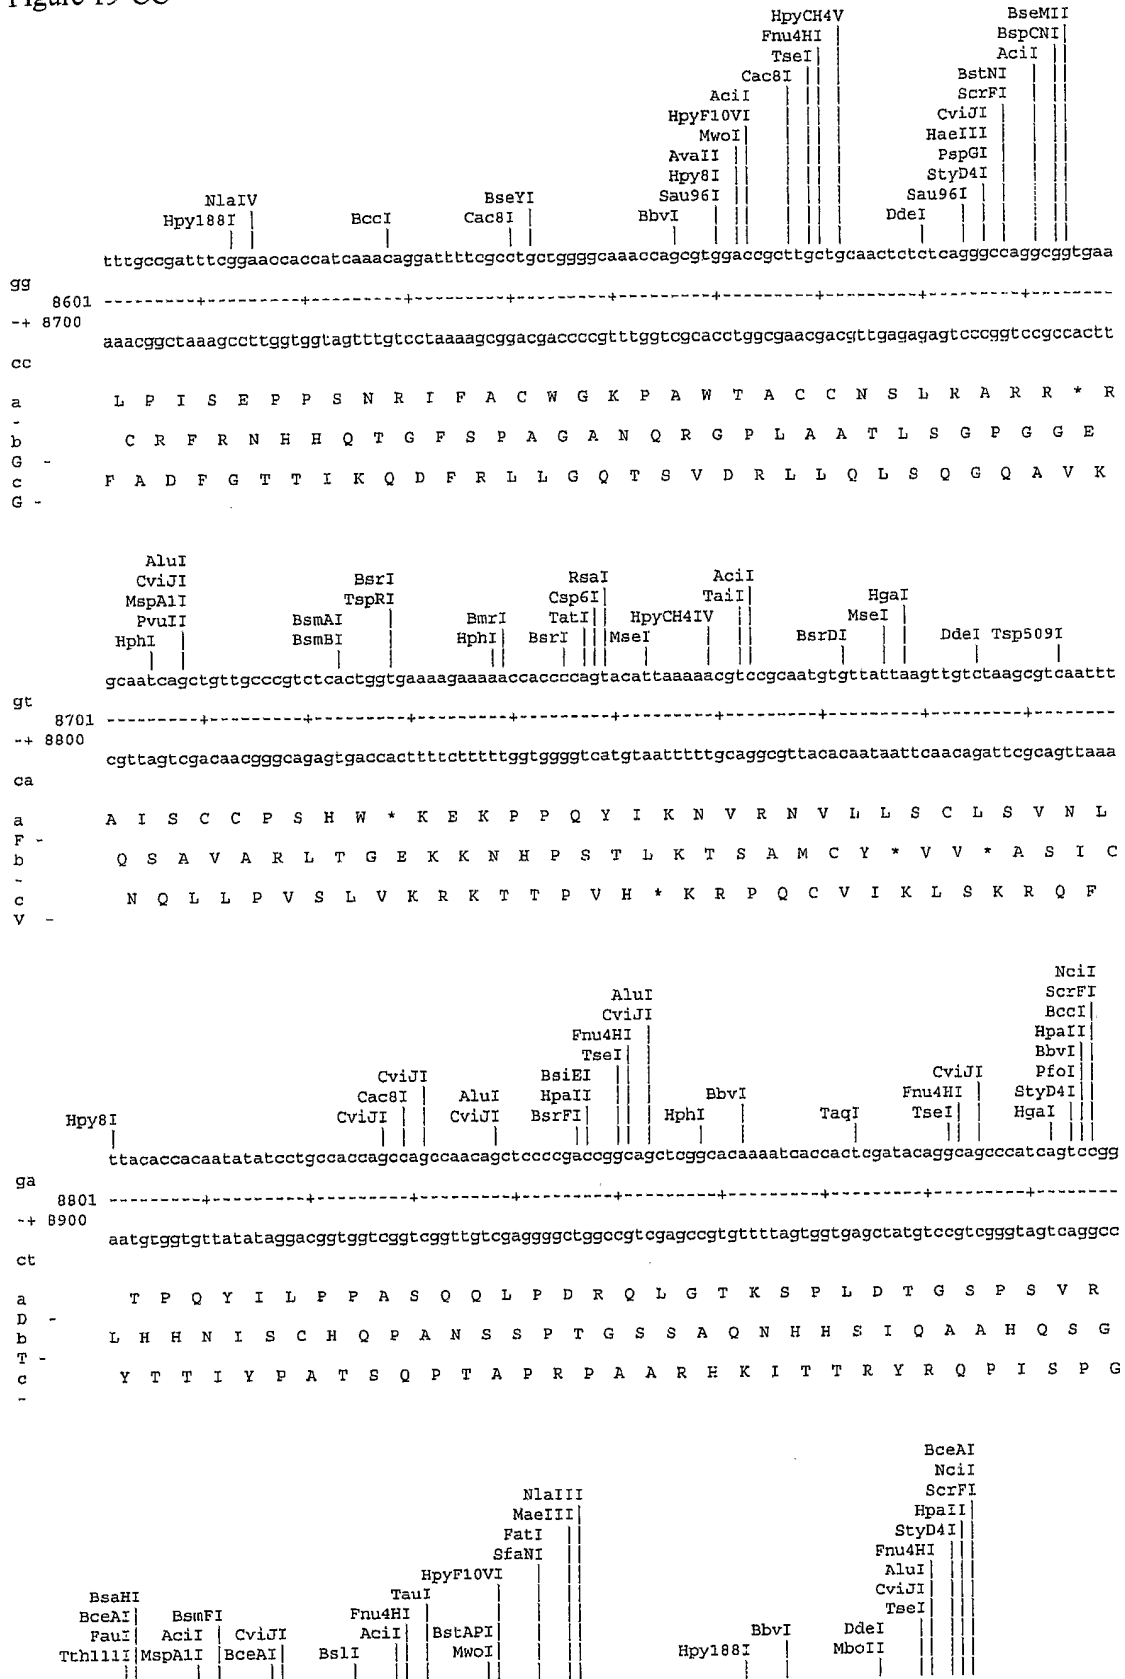 HpyCH4V BseMII
Fnu4HI BspCNI
TseI AciI
Cac8I BstNI
AciI ScrFI
HpyF10VI CviJI
MwoI HaeIII
AvaII PspGI
Hpy8I StyD4I
NlaIV BseYI Sau96I Sau96I
Hpy188I BccI Cac8I BbvI DdeI
tttgccgatttcggaaccaccatcaaacaggattttcgcctgctggggcaaaccagcgtggaccgcttgctgcaactctctcagggccaggcggtgaa
gg
8601 ---------+---------+---------+---------+---------+---------+---------+---------+---------+--------
-+ 8700
aaacggctaaagccttggtggtagtttgtcctaaaagcggacgaccccgtttggtcgcacctggcgaacgacgttgagagagtcccggtccgccactt
cc
a L P I S E P P S N R I F A C W G K P A W T A C C N S L R A R R * R
-
b C R F R N H H Q T G F S P A G A N Q R G P L A A T L S G P G G E
G -
c F A D F G T T I K Q D F R L L G Q T S V D R L L Q L S Q G Q A V K
G -
AluI
CviJI BsrI RsaI AciI
MspA1I TspRI Csp6I TaiI HgaI
PvuII BsmAI BmrI TatI HpyCH4IV MseI
HphI BsmBI HphI BsrI MseI BsrDI DdeI Tsp509I
gcaatcagctgttgcccgtctcactggtgaaaagaaaaaccaccccagtacattaaaaacgtccgcaatgtgttattaagttgtctaagcgtcaattt
gt
8701 ---------+---------+---------+---------+---------+---------+---------+---------+---------+--------
-+ 8800
cgttagtcgacaacgggcagagtgaccacttttctttttggtggggtcatgtaatttttgcaggcgttacacaataattcaacagattcgcagttaaa
ca
a A I S C C P S H W * K E K P P Q Y I K N V R N V L L S C L S V N L
F -
b Q S A V A R L T G E K K N H P S T L K T S A M C Y * V V * A S I C
-
c N Q L L P V S L V K R K T T P V H * K R P Q C V I K L S K R Q F
V -
NciI
AluI ScrFI
CviJI BccI
Fnu4HI HpaII
TseI BbvI
CviJI BsiEI CviJI PfoI
Cac8I AluI HpaII BbvI Fnu4HI StyD4I
Hpy8I CviJI CviJI BsrFI HphI TaqI TseI HgaI
ttacaccacaatatatcctgccaccagccagccaacagctccccgaccggcagctcggcacaaaatcaccactcgatacaggcagcccatcagtccgg
ga
8801 ---------+---------+---------+---------+---------+---------+---------+---------+---------+--------
-+ 8900
aatgtggtgttatataggacggtggtcggtcggttgtcgaggggctggccgtcgagccgtgttttagtggtgagctatgtccgtcgggtagtcaggcc
ct
a T P Q Y I L P P A S Q Q L P D R Q L G T K S P L D T G S P S V R
D -
b L H H N I S C H Q P A N S S P T G S S A Q N H H S I Q A A H Q S G
T -
c Y T T I Y P A T S Q P T A P R P A A R H K I T T R Y R Q P I S P G
-
BceAI
NciI
NlaIII ScrFI
MaeIII HpaII
FatI StyD4I
SfaNI Fnu4HI
HpyF10VI AluI
BsaHI TauI CviJI
BceAI BsmFI Fnu4HI TseI
FauI AciI CviJI AciI BstAPI BbvI DdeI
Tth111I MspA1I BceAI BslI MwoI Hpy188I MboII